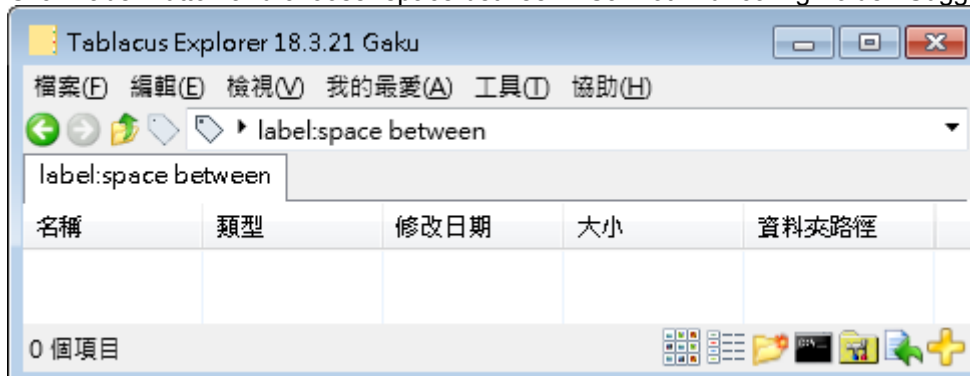 Tablacus Explorer 18.3.21 Gaku
檔案(F) 編輯(E) 檢視(V) 我的最愛(A) 工具(T) 協助(H)
label:space between
label:space between
名稱 類型 修改日期 大小 資料夾路徑
0 個項目